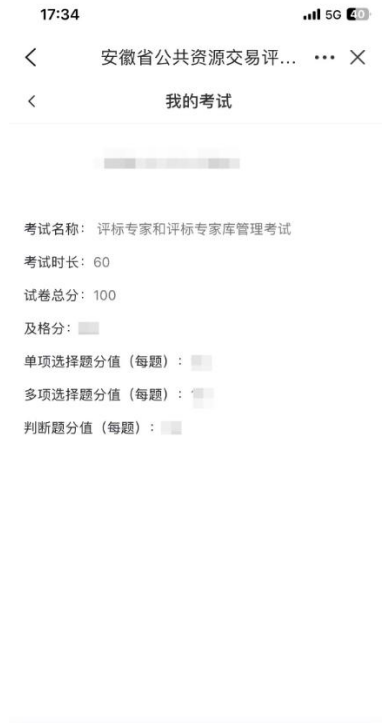 17:34
5G 40
安徽省公共资源交易评...
我的考试
考试名称： 评标专家和评标专家库管理考试
考试时长：60
试卷总分：100
及格分：
单项选择题分值（每题）：
多项选择题分值（每题）：
判断题分值（每题）：